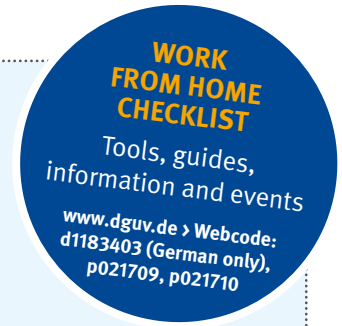 WORK
FROM HOME
CHECKLIST
Tools, guides,
information and events
www.dguv.de › Webcode:
d1183403 (German only),
p021709, p021710